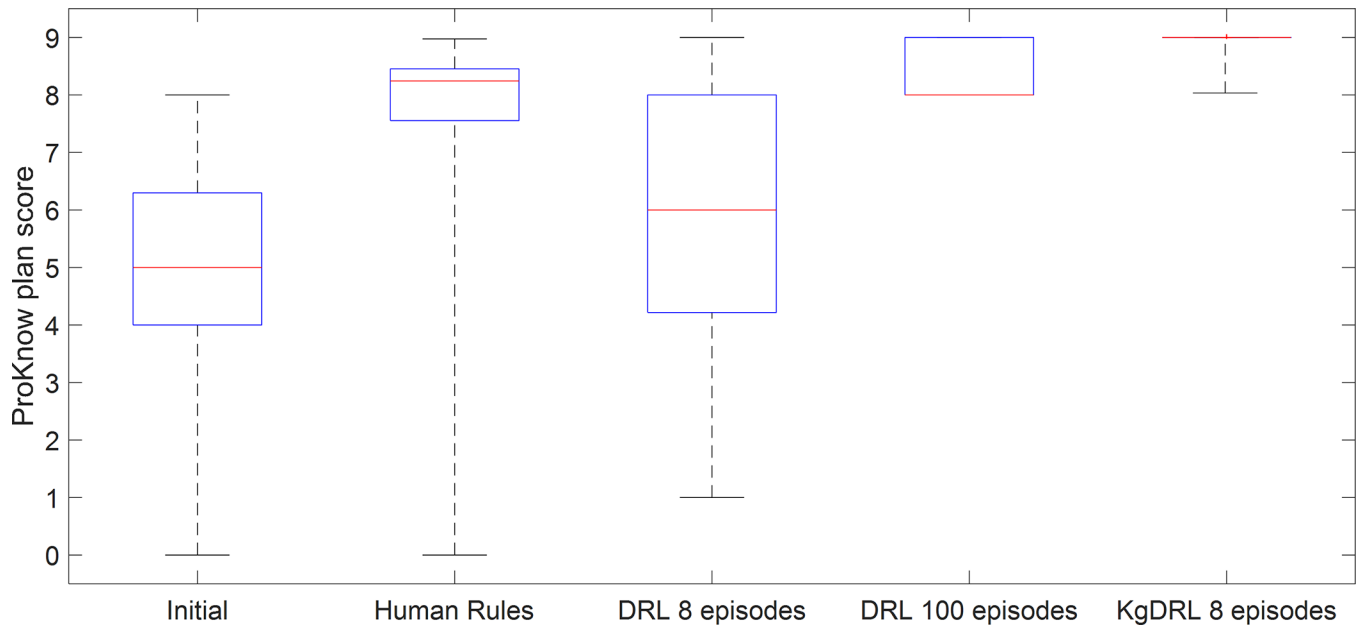 ProKnow plan score
9
8
7
6
5
4
3
2
1
0
Initial
Human Rules
DRL 8 episodes
DRL 100 episodes
KgDRL 8 episodes